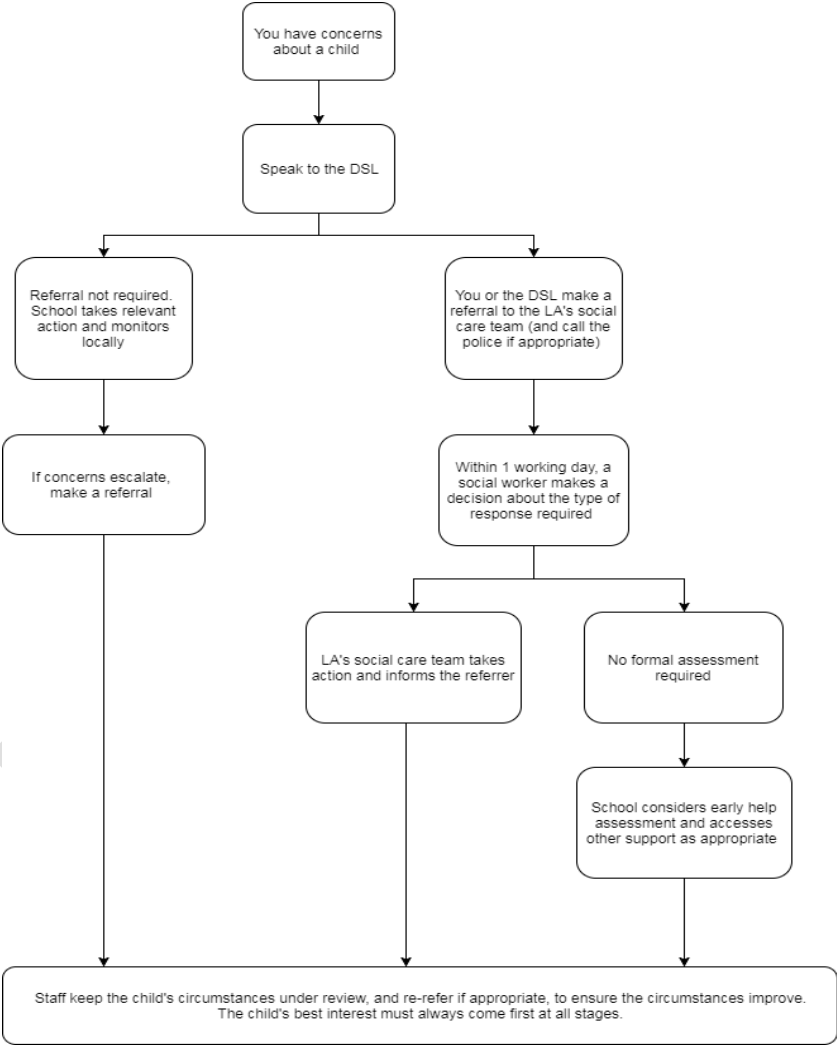 You have concerns
about a child
Speak to the DSL
Referral not required.
School takes relevant
action and monitors
locally
You or the DSL make a
referral to the LA's social
care team (and call the
police if appropriate)
If concerns escalate,
make a referral
Within 1 working day, a
social worker makes a
decision about the type of
response required
LA's social care team takes
action and informs the referrer
No formal assessment
required
School considers early help
assessment and accesses
other support as appropriate
Staff keep the child's circumstances under review, and re-refer if appropriate, to ensure the circumstances improve.
The child's best interest must always come first at all stages.